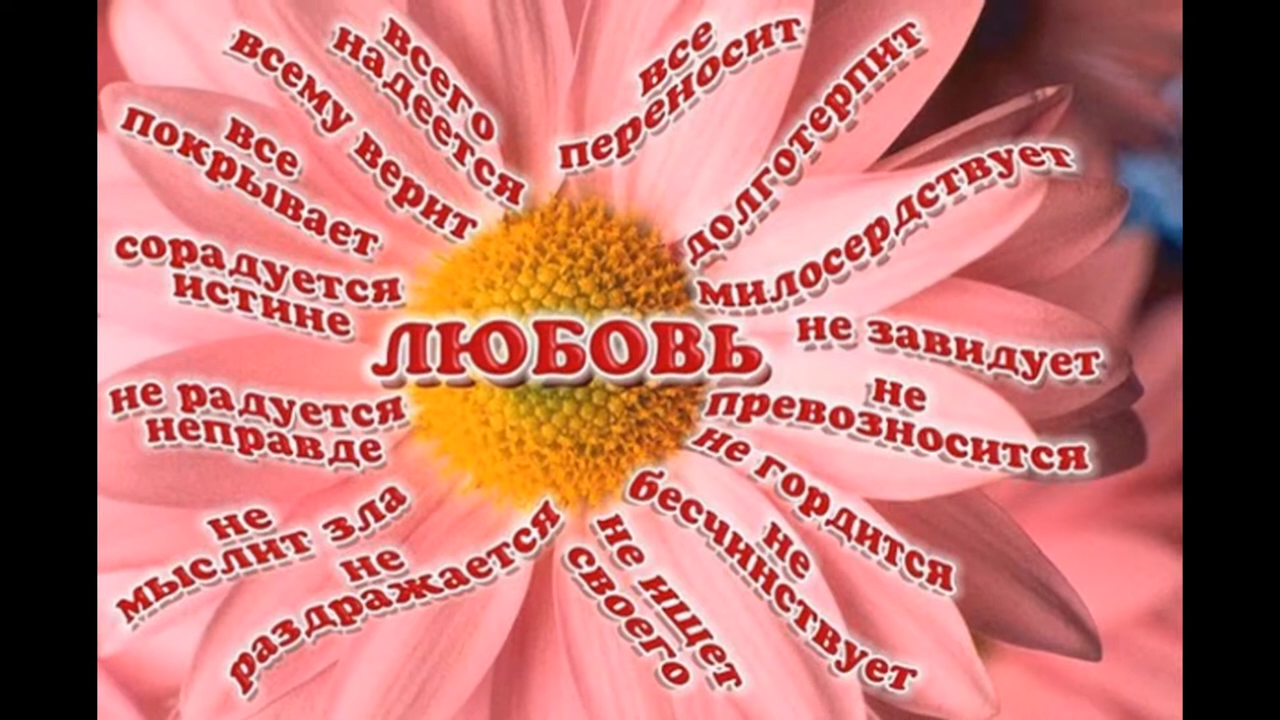 ЛЮБОВЬ
долготерпит
милосердствует
не завидует
не
превозносится
не гордится
не
бесчинствует
не ищет
своего
не
раздражается
не
мыслит зла
не радуется
неправде
сорадуется
истине
все
покрывает
всему верит
всего
надеется
все
переносит